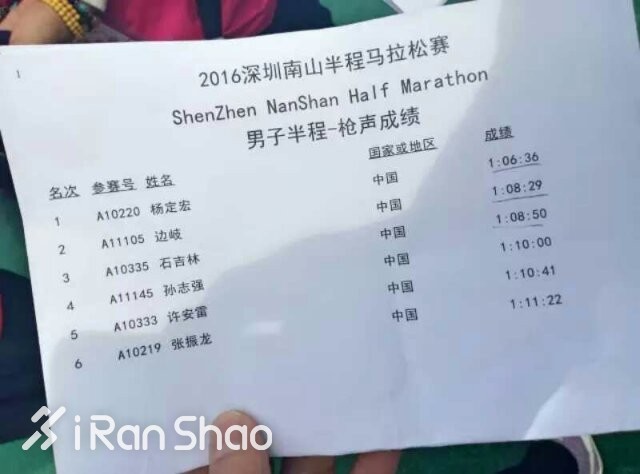 1
2016深圳南山半程马拉松赛
ShenZhen NanShan Half Marathon
男子半程-枪声成绩
名次 参赛号 姓名 国家或地区 成绩
1 A10220 杨定宏 中国 1:06:36
2 A11105 边岐 中国 1:08:29
3 A10335 石吉林 中国 1:08:50
4 A11145 孙志强 中国 1:10:00
5 A10333 许安雷 中国 1:10:41
6 A10219 张振龙 中国 1:11:22
iRanShao